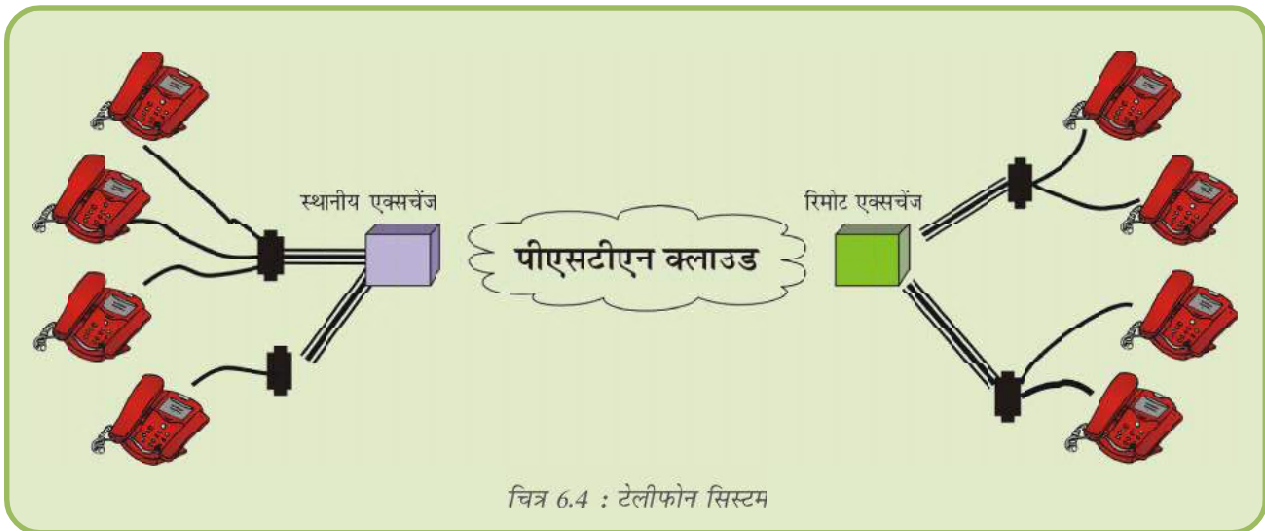 स्थानीय एक्सचेंज
रिमोट एक्सचेंज
पीएसटीएन क्लाउड
चित्र 6.4 : टेलीफोन सिस्टम